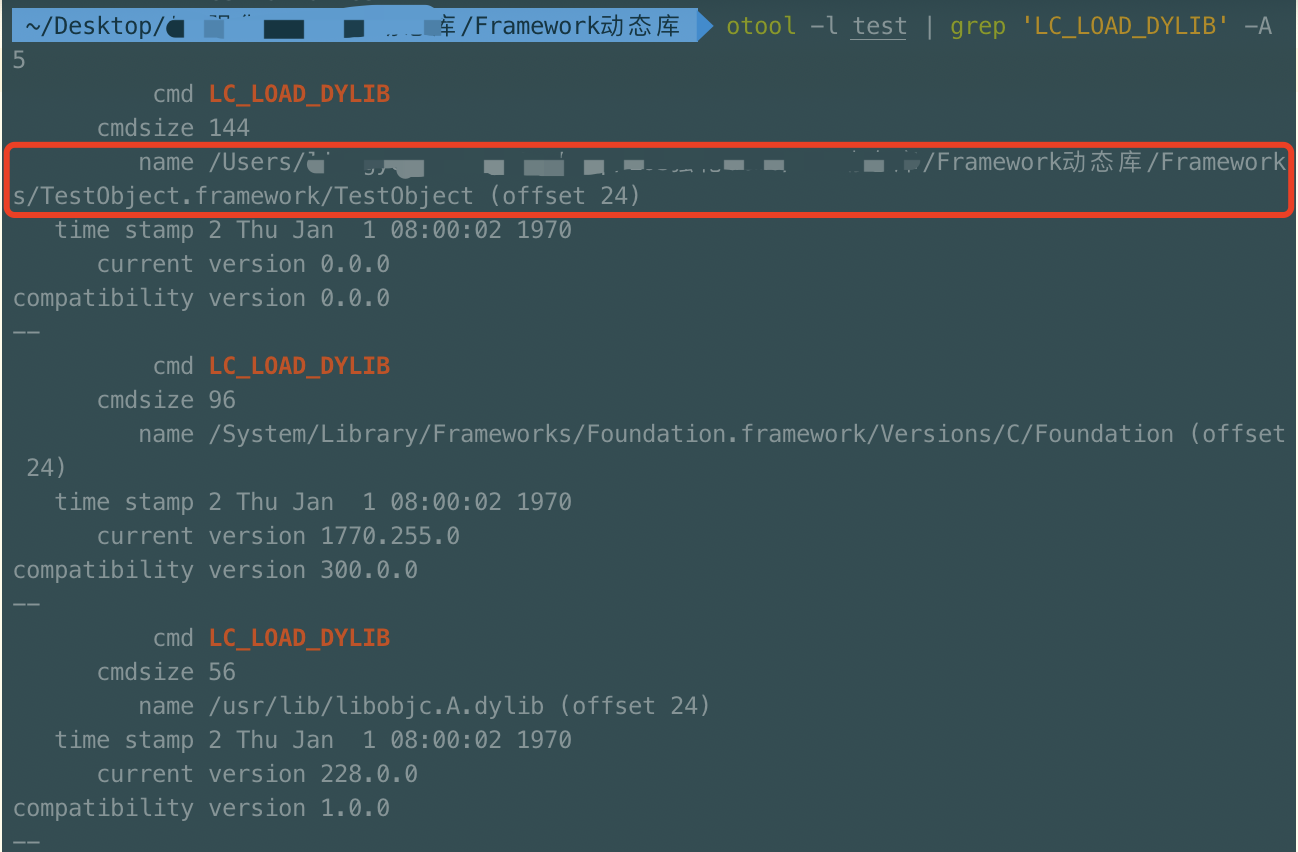 ~/Desktop/ /Framework动态库 otool -l test | grep 'LC_LOAD_DYLIB' -A
5
cmd LC_LOAD_DYLIB
cmdsize 144
name /Users/ /Framework动态库/Framework
s/TestObject.framework/TestObject (offset 24)
time stamp 2 Thu Jan  1 08:00:02 1970
current version 0.0.0
compatibility version 0.0.0
--
cmd LC_LOAD_DYLIB
cmdsize 96
name /System/Library/Frameworks/Foundation.framework/Versions/C/Foundation (offset
24)
time stamp 2 Thu Jan  1 08:00:02 1970
current version 1770.255.0
compatibility version 300.0.0
--
cmd LC_LOAD_DYLIB
cmdsize 56
name /usr/lib/libobjc.A.dylib (offset 24)
time stamp 2 Thu Jan  1 08:00:02 1970
current version 228.0.0
compatibility version 1.0.0
--